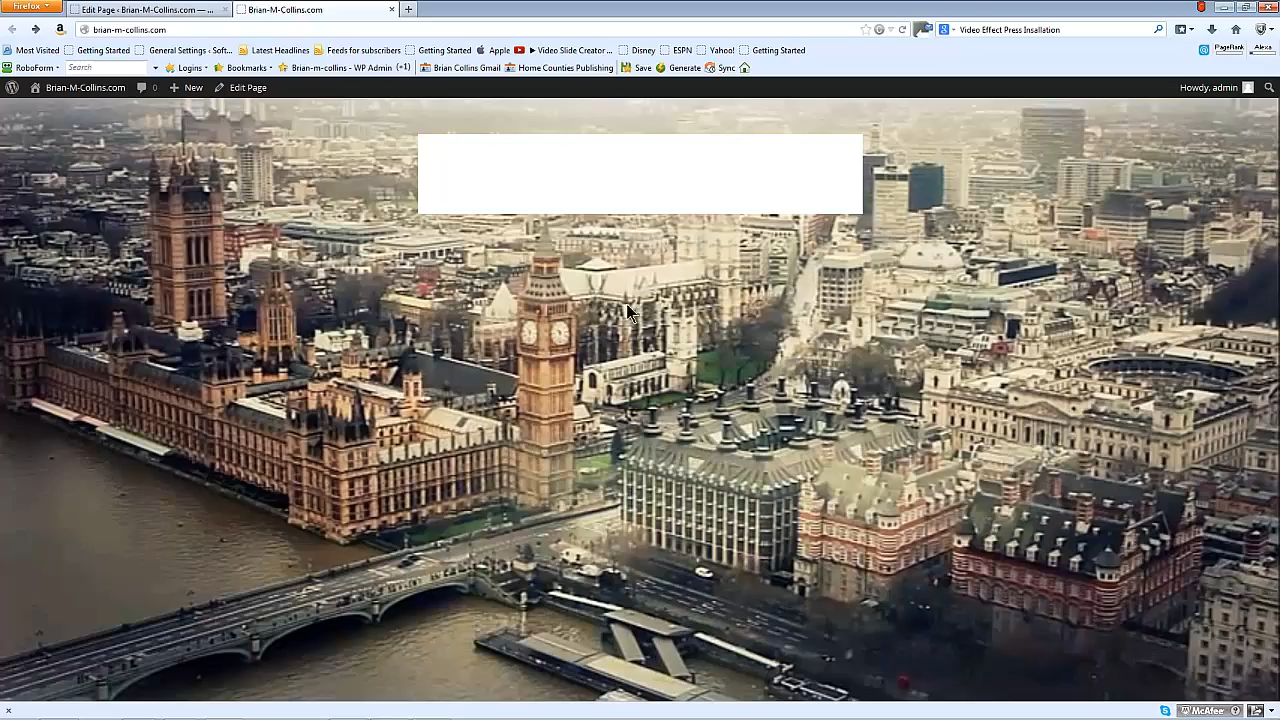 Firefox
Edit Page ‹ Brian-M-Collins.com — ...
Brian-M-Collins.com
brian-m-collins.com
Video Effect Press Insallation
Most Visited
Getting Started
General Settings - Soft...
Latest Headlines
Feeds for subscribers
Getting Started
Apple
Video Slide Creator ...
Disney
ESPN
Yahoo!
Getting Started
PageRank
Alexa
RoboForm
Search
Logins
Bookmarks
Brian-m-collins - WP Admin (+1)
Brian Collins Gmail
Home Counties Publishing
Save
Generate
Sync
Brian-M-Collins.com
0
New
Edit Page
Howdy, admin
McAfee